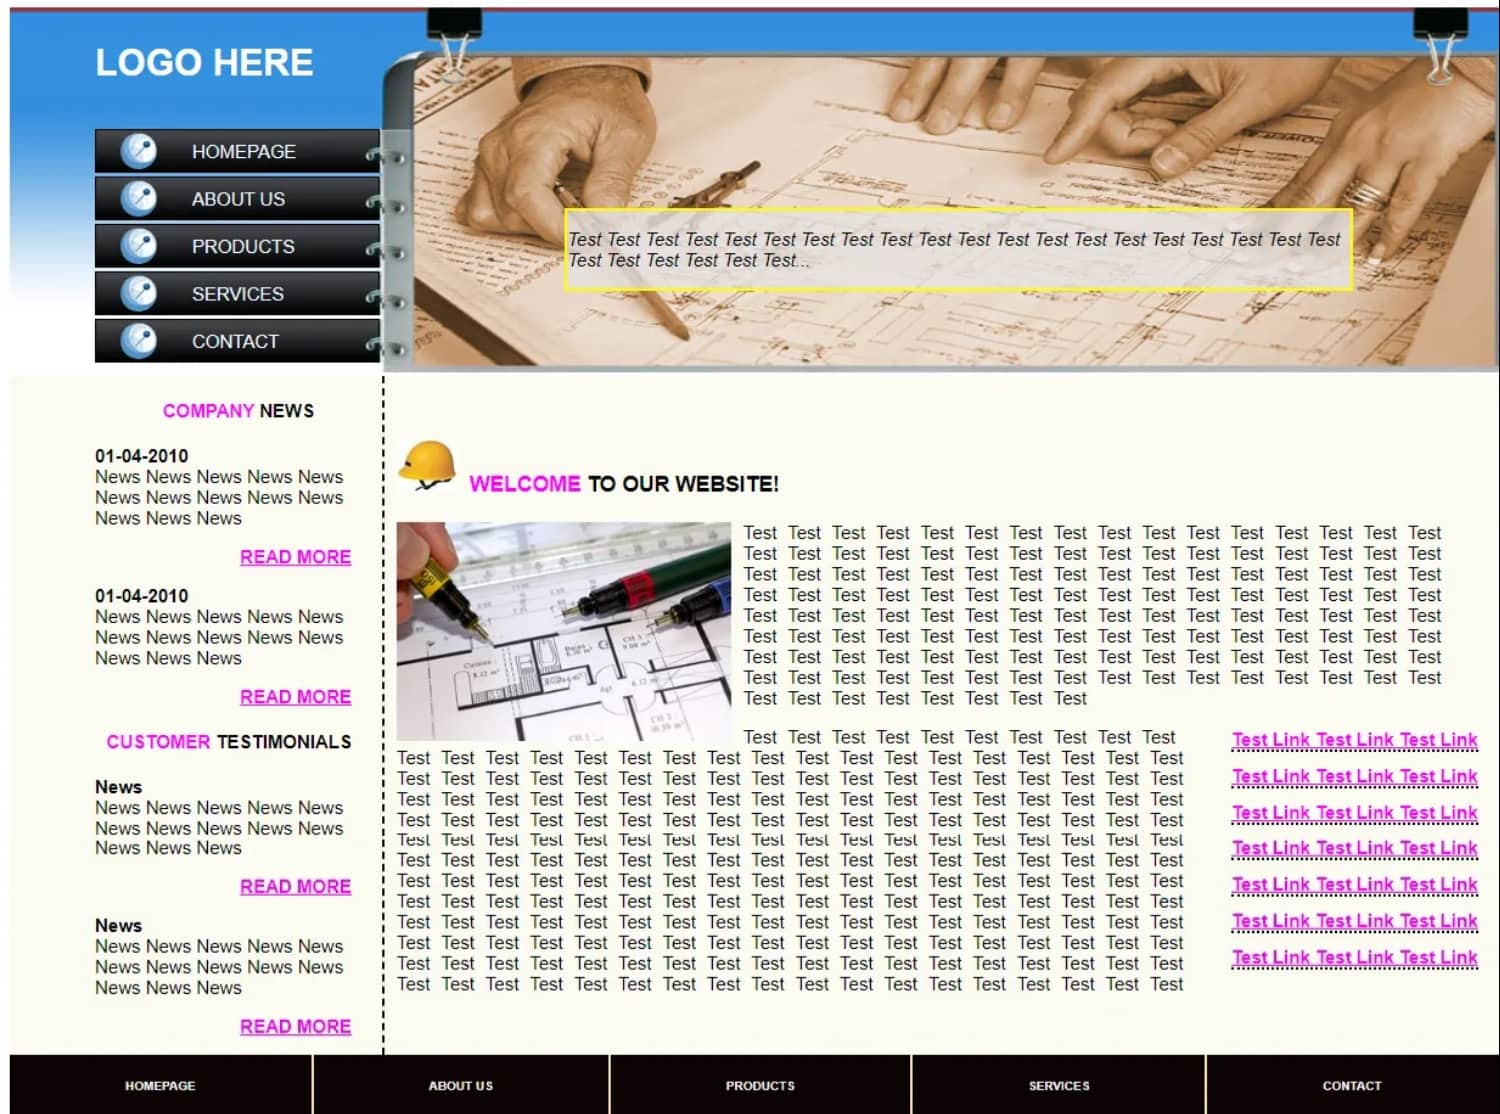 LOGO HERE
HOMEPAGE
ABOUT US
PRODUCTS
SERVICES
CONTACT
Test Test Test Test Test Test Test Test Test Test Test Test Test Test Test Test Test Test Test Test
Test Test Test Test Test Test...
COMPANY NEWS
01-04-2010
News News News News News
News News News News News
News News News
READ MORE
01-04-2010
News News News News News
News News News News News
News News News
READ MORE
CUSTOMER TESTIMONIALS
News
News News News News News
News News News News News
News News News
READ MORE
News
News News News News News
News News News News News
News News News
READ MORE
WELCOME TO OUR WEBSITE!
Test Test Test Test Test Test Test Test Test Test Test Test Test Test Test Test
Test Test Test Test Test Test Test Test Test Test Test Test Test Test Test Test
Test Test Test Test Test Test Test Test Test Test Test Test Test Test Test Test
Test Test Test Test Test Test Test Test Test Test Test Test Test Test Test Test
Test Test Test Test Test Test Test Test Test Test Test Test Test Test Test Test
Test Test Test Test Test Test Test Test Test Test Test Test Test Test Test Test
Test Test Test Test Test Test Test Test Test Test Test Test Test Test Test Test
Test Test Test Test Test Test Test Test Test Test Test Test Test Test Test Test
Test Test Test Test Test Test Test Test
Test Test Test Test Test Test Test Test Test Test
Test Test Test Test Test Test Test Test Test Test Test Test Test Test Test Test Test Test
Test Test Test Test Test Test Test Test Test Test Test Test Test Test Test Test Test Test
Test Test Test Test Test Test Test Test Test Test Test Test Test Test Test Test Test Test
Test Test Test Test Test Test Test Test Test Test Test Test Test Test Test Test Test Test
Test Test Test Test Test Test Test Test Test Test Test Test Test Test Test Test Test Test
Test Test Test Test Test Test Test Test Test Test Test Test Test Test Test Test Test Test
Test Test Test Test Test Test Test Test Test Test Test Test Test Test Test Test Test Test
Test Test Test Test Test Test Test Test Test Test Test Test Test Test Test Test Test Test
Test Test Test Test Test Test Test Test Test Test Test Test Test Test Test Test Test Test
Test Test Test Test Test Test Test Test Test Test Test Test Test Test Test Test Test Test
Test Test Test Test Test Test Test Test Test Test Test Test Test Test Test Test Test Test
Test Test Test Test Test Test Test Test Test Test Test Test Test Test Test Test Test Test
Test Link Test Link Test Link
Test Link Test Link Test Link
Test Link Test Link Test Link
Test Link Test Link Test Link
Test Link Test Link Test Link
Test Link Test Link Test Link
Test Link Test Link Test Link
HOMEPAGE
ABOUT US
PRODUCTS
SERVICES
CONTACT